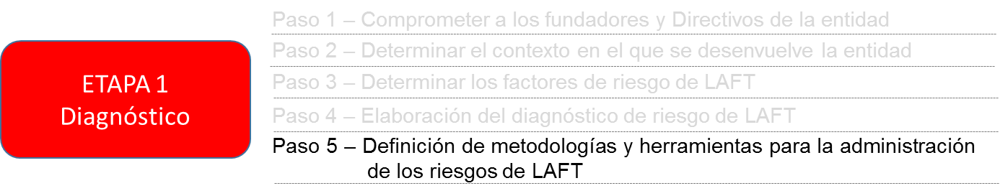 ETAPA 1
Diagnóstico
Paso 1 – Comprometer a los fundadores y Directivos de la entidad
Paso 2 – Determinar el contexto en el que se desenvuelve la entidad
Paso 3 – Determinar los factores de riesgo de LAFT
Paso 4 – Elaboración del diagnóstico de riesgo de LAFT
Paso 5 – Definición de metodologías y herramientas para la administración
de los riesgos de LAFT